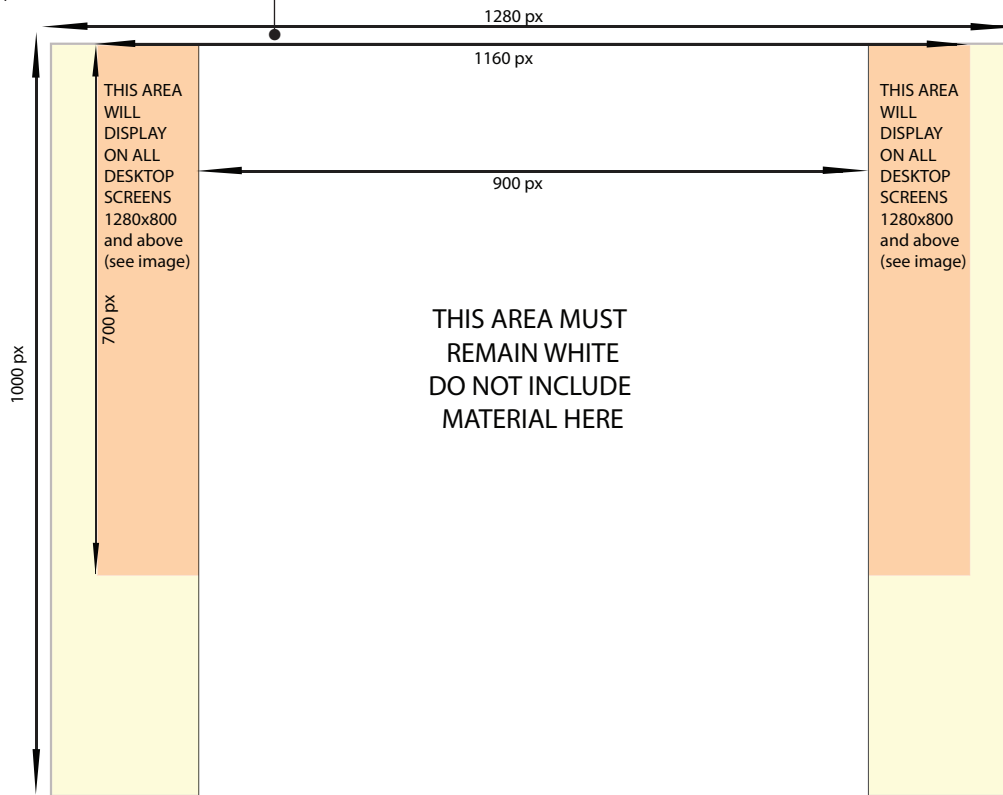 1280 px
1160 px
THIS AREA
WILL
DISPLAY
ON ALL
DESKTOP
SCREENS
1280x800
and above
(see image)
THIS AREA
WILL
DISPLAY
ON ALL
DESKTOP
SCREENS
1280x800
and above
(see image)
900 px
700 px
1000 px
THIS AREA MUST
REMAIN WHITE
DO NOT INCLUDE
MATERIAL HERE